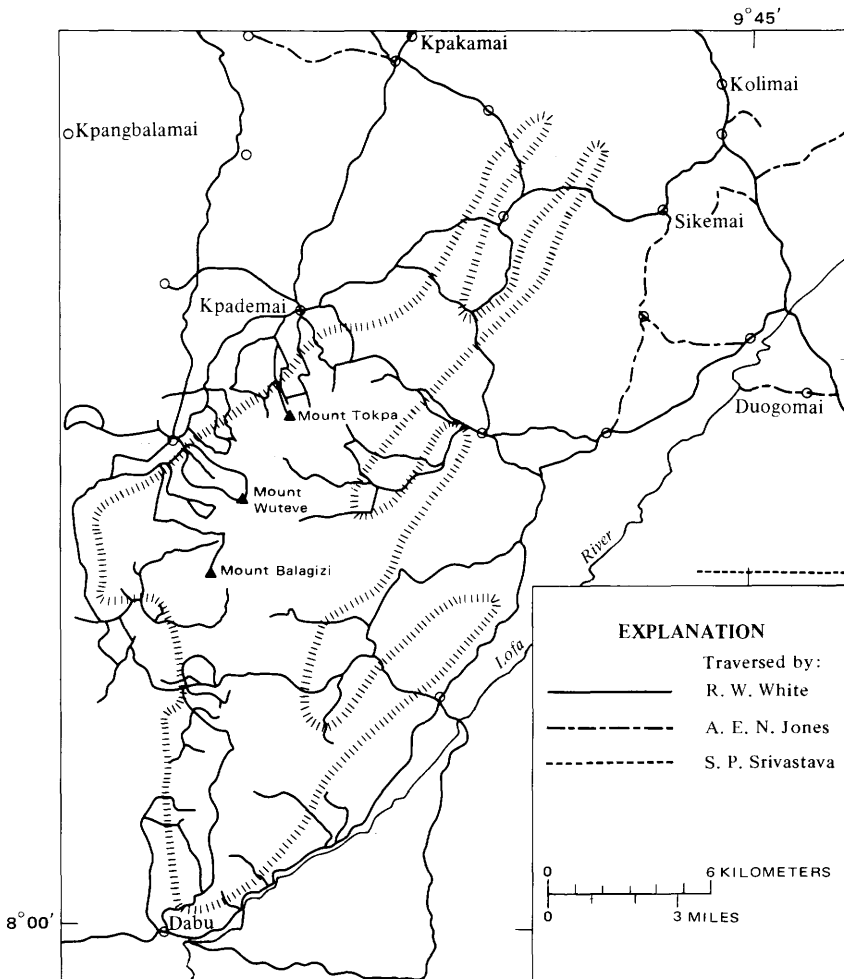 9°45'
Kpakamai
Kolimai
Kpangbalamai
Sikemai
Kpademai
Duogomai
Mount Tokpa
Mount
Wuteve
River
Mount Balagizi
EXPLANATION
Lofa
Traversed by:
R. W. White
A. E. N. Jones
S. P. Srivastava
0 6 KILOMETERS
0 3 MILES
8°00'
Dabu